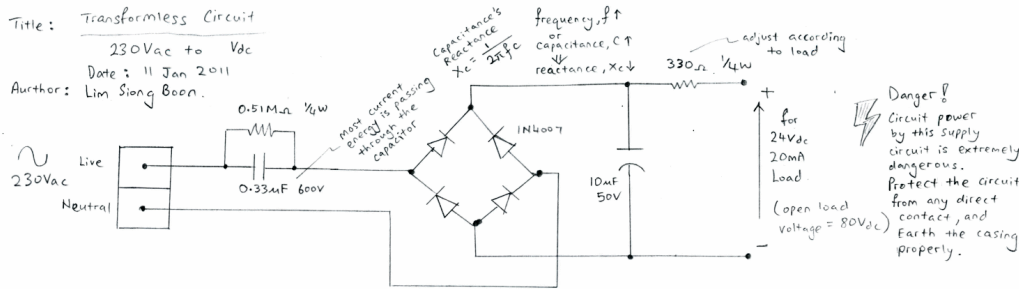 Title: Transformless Circuit
230Vac to Vdc
Date: 11 Jan 2011
Aurthor: Lim Siong Boon.
Capacitance's
Reactance
Xc = 1/2πfc
frequency, f ↑
or
capacitance, C ↑
⇓
reactance, Xc ↓
adjust according
to load
330Ω ¼W
0.51MΩ ¼W
most current
energy is passing
through the
capacitor
1N4007
Live
0.33uF 600V
230Vac
Neutral
10uF
50V
+
for
24Vdc
20mA
Load
(open load
voltage = 80Vdc)
-
Danger!
Circuit power
by this supply
circuit is extremely
dangerous.
Protect the circuit
from any direct
contact, and
Earth the casing
properly.